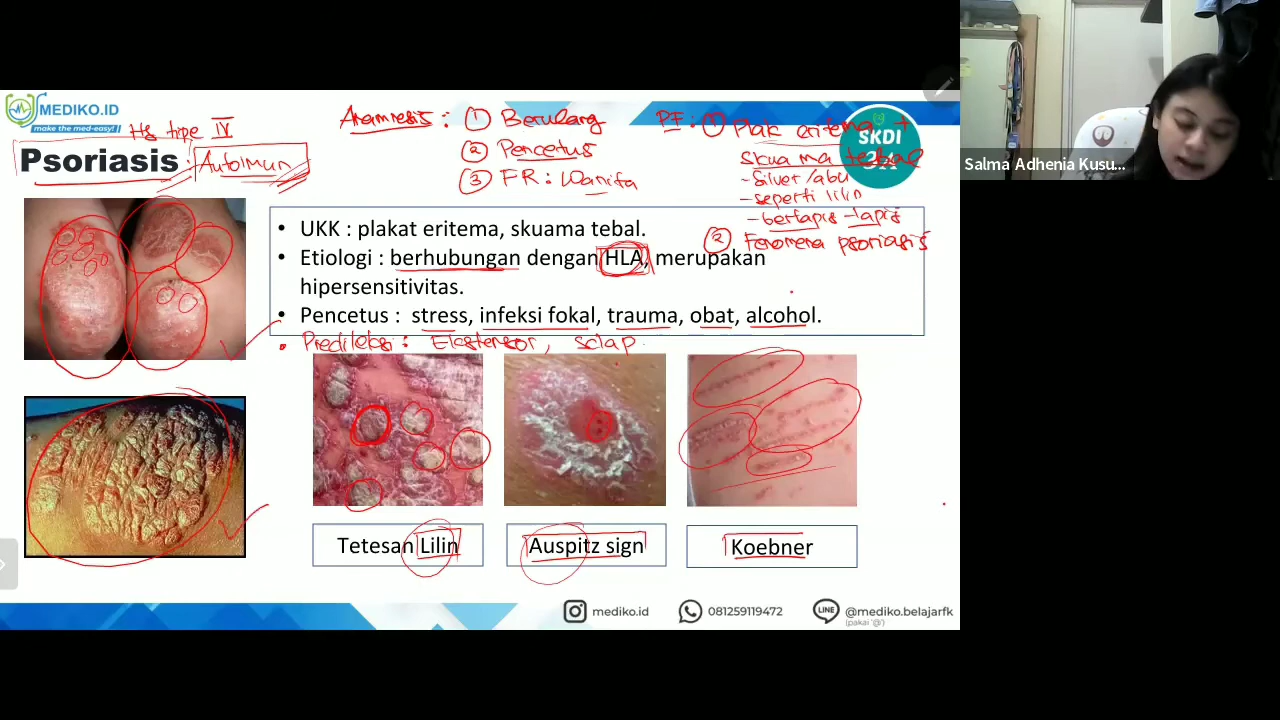 MEDIKO.ID
make the med-easy!
Hs tipe IV
Psoriasis : Autoimun
Anamnesis : 1 Berulang
2 Pencetus
3 FR : Wanita
PF : 1 Plak eritema +
skuama tebal
- Silver/abu
- seperti lilin
- berlapis-lapis
2 Fenomena psoriasis
SKDI
Salma Adhenia Kusu...
• UKK : plakat eritema, skuama tebal.
• Etiologi : berhubungan dengan HLA, merupakan
hipersensitivitas.
• Pencetus : stress, infeksi fokal, trauma, obat, alcohol.
• Predileksi : Ekstensor, sclap.
Tetesan Lilin
Auspitz sign
Koebner
mediko.id
081259119472
LINE
@mediko.belajarfk
(pakai '@')